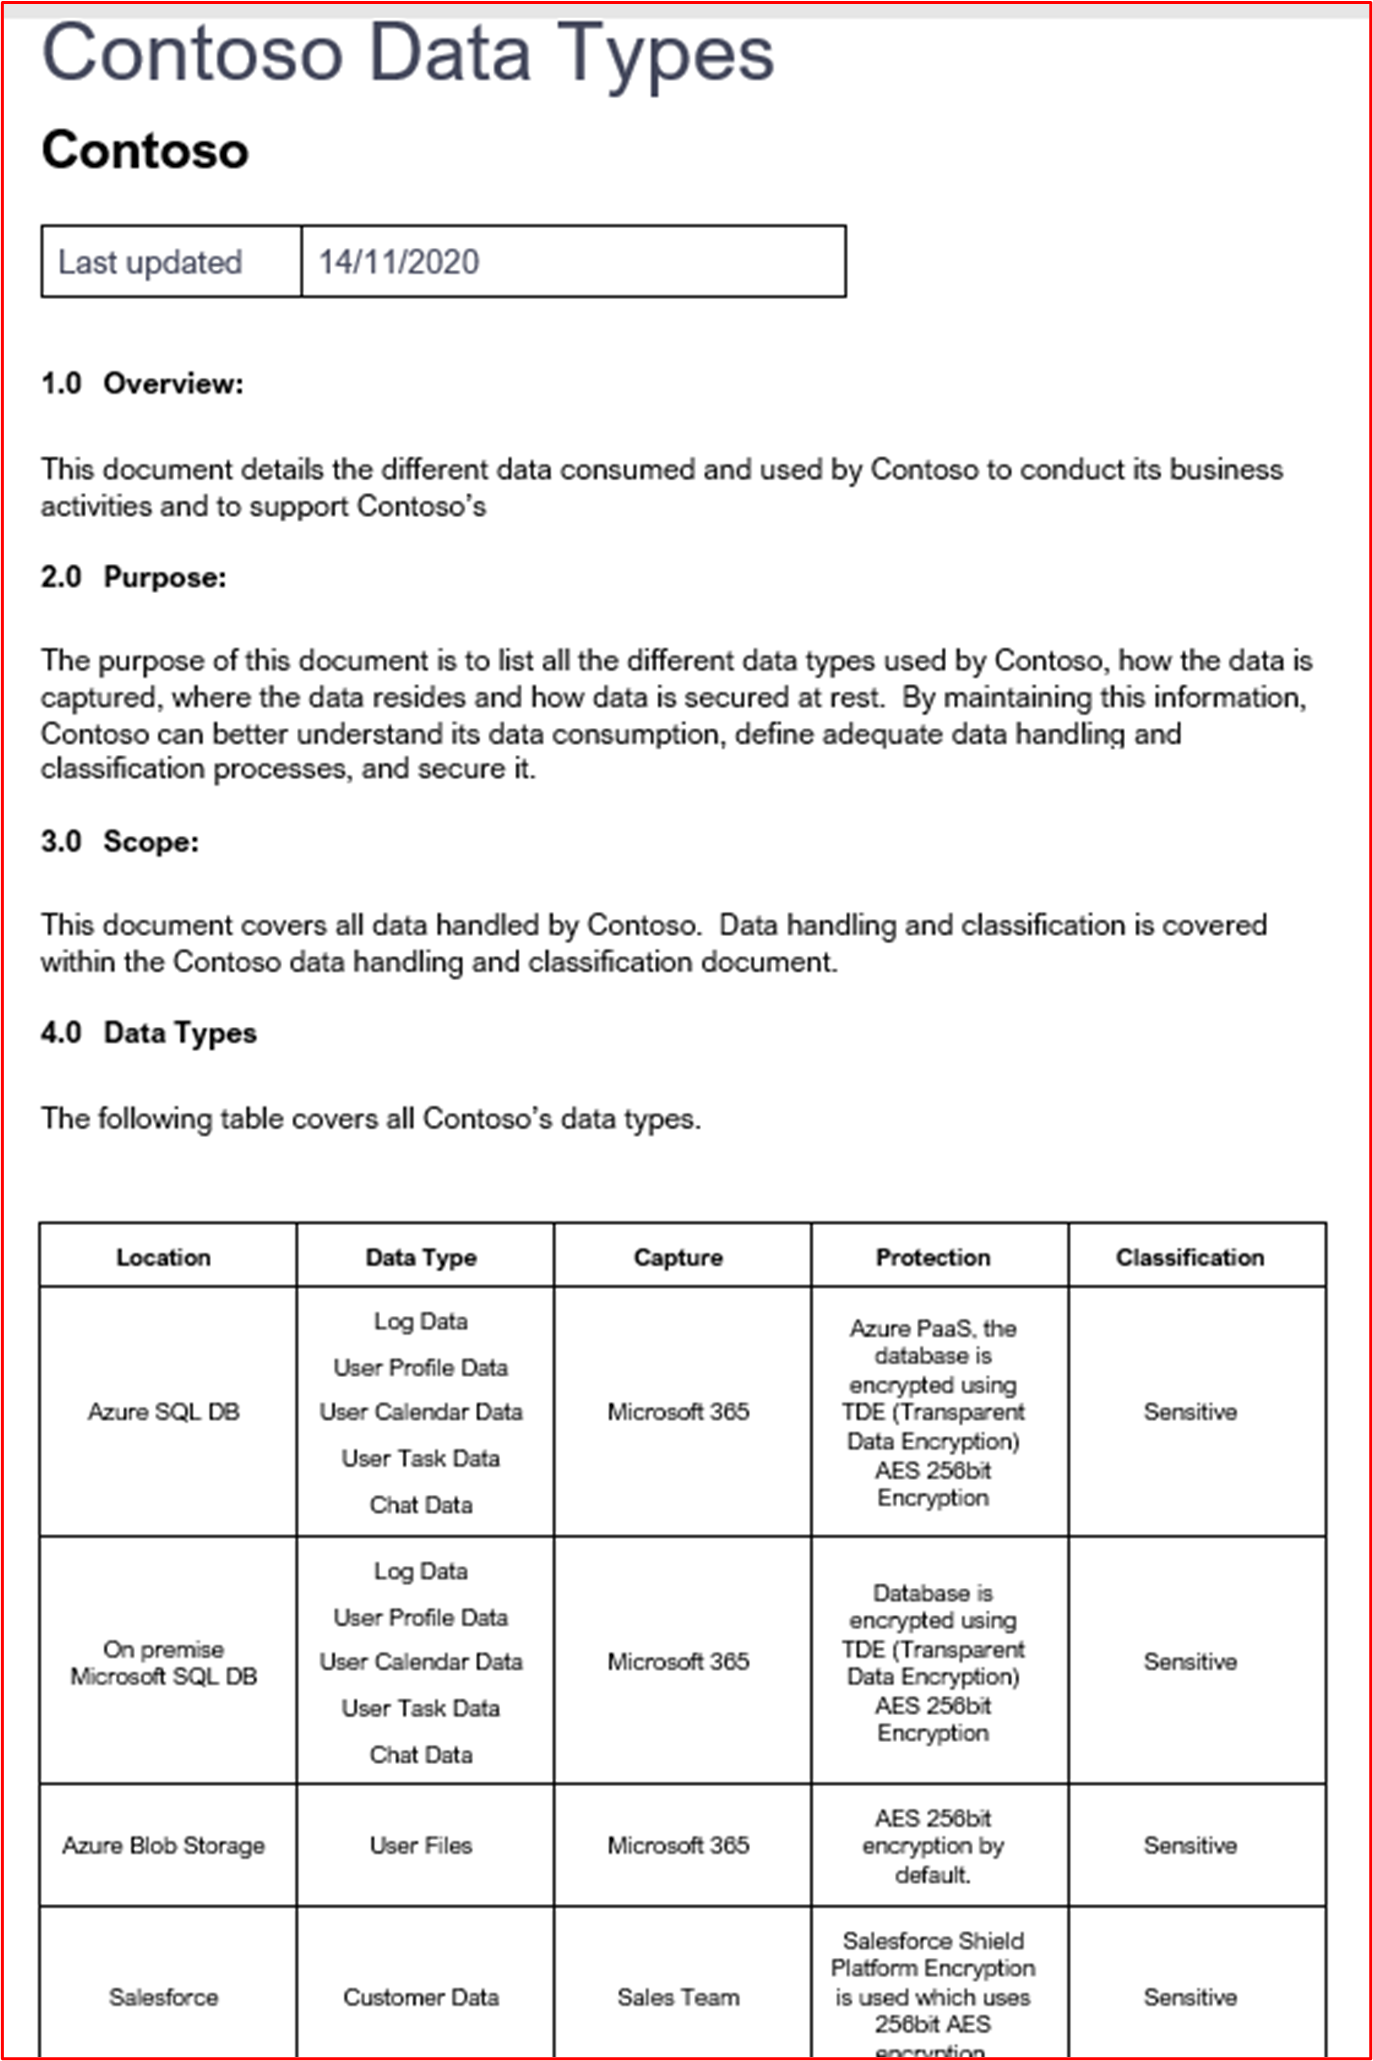 Contoso Data Types
Contoso
Last updated 14/11/2020
1.0 Overview:
This document details the different data consumed and used by Contoso to conduct its business
activities and to support Contoso's
2.0 Purpose:
The purpose of this document is to list all the different data types used by Contoso, how the data is
captured, where the data resides and how data is secured at rest. By maintaining this information,
Contoso can better understand its data consumption, define adequate data handling and
classification processes, and secure it.
3.0 Scope:
This document covers all data handled by Contoso. Data handling and classification is covered
within the Contoso data handling and classification document.
4.0 Data Types
The following table covers all Contoso's data types.
Location Data Type Capture Protection Classification
Azure SQL DB
Log Data
User Profile Data
User Calendar Data
User Task Data
Chat Data
Microsoft 365
Azure PaaS, the
database is
encrypted using
TDE (Transparent
Data Encryption)
AES 256bit
Encryption
Sensitive
On premise
Microsoft SQL DB
Log Data
User Profile Data
User Calendar Data
User Task Data
Chat Data
Microsoft 365
Database is
encrypted using
TDE (Transparent
Data Encryption)
AES 256bit
Encryption
Sensitive
Azure Blob Storage
User Files
Microsoft 365
AES 256bit
encryption by
default.
Sensitive
Salesforce
Customer Data
Sales Team
Salesforce Shield
Platform Encryption
is used which uses
256bit AES
encryption
Sensitive